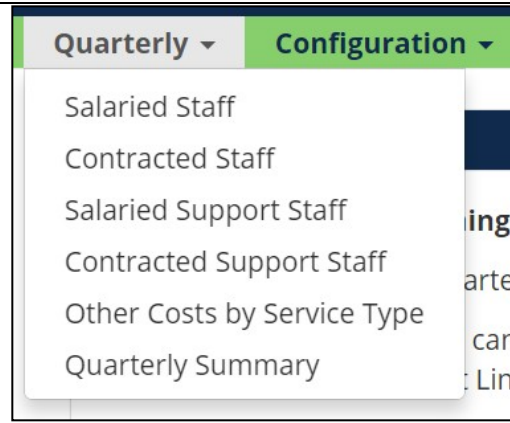 Quarterly Configuration
Salaried Staff
Contracted Staff
Salaried Support Staff
Contracted Support Staff
Other Costs by Service Type
Quarterly Summary